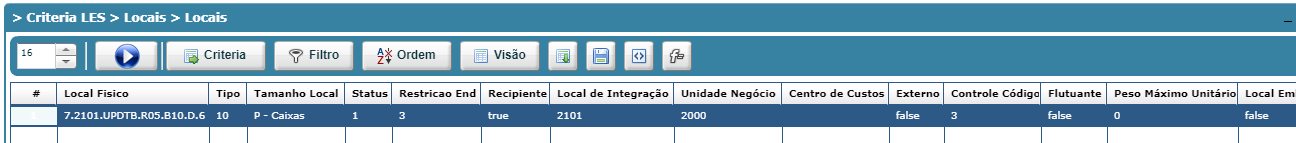 > Criteria LES > Locais > Locais
16 Criteria Filtro Ordem Visão
# Local Fisico Tipo Tamanho Local Status Restricao End Recipiente Local de Integração Unidade Negócio Centro de Custos Externo Controle Código Flutuante Peso Máximo Unitário Local Em
7.2101.UPDTB.R05.B10.D.6 10 P - Caixas 1 3 true 2101 2000 false 3 false 0 false